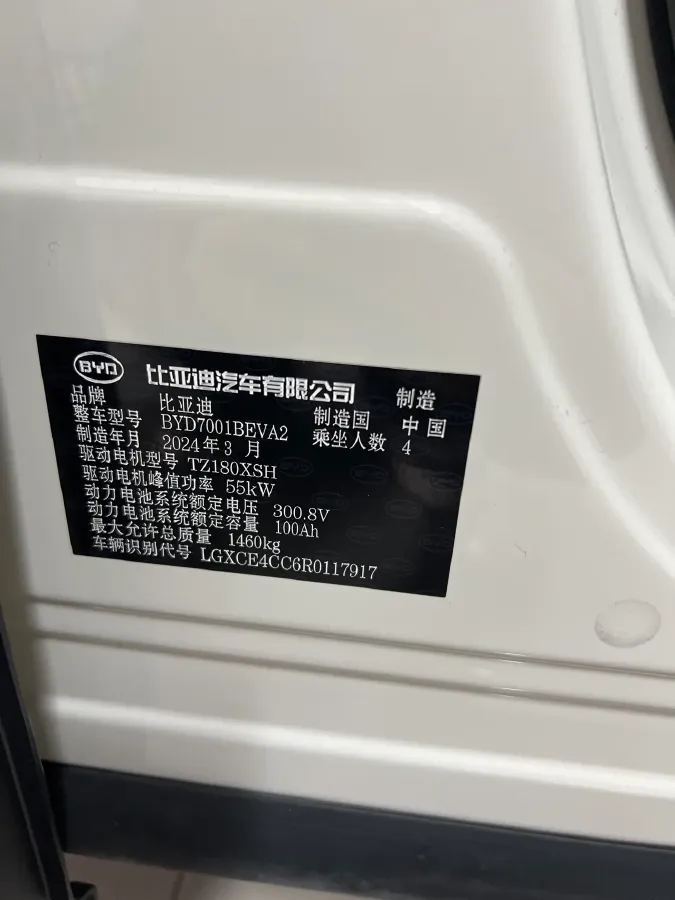 BYD 比亚迪汽车有限公司 制造
品牌 比亚迪 制造国 中国
整车型号 BYD7001BEVA2 乘坐人数 4
制造年月 2024年3月
驱动电机型号 TZ180XSH
驱动电机峰值功率 55kW
动力电池系统额定电压 300.8V
动力电池系统额定容量 100Ah
最大允许总质量 1460kg
车辆识别代号 LGXCE4CC6R0117917